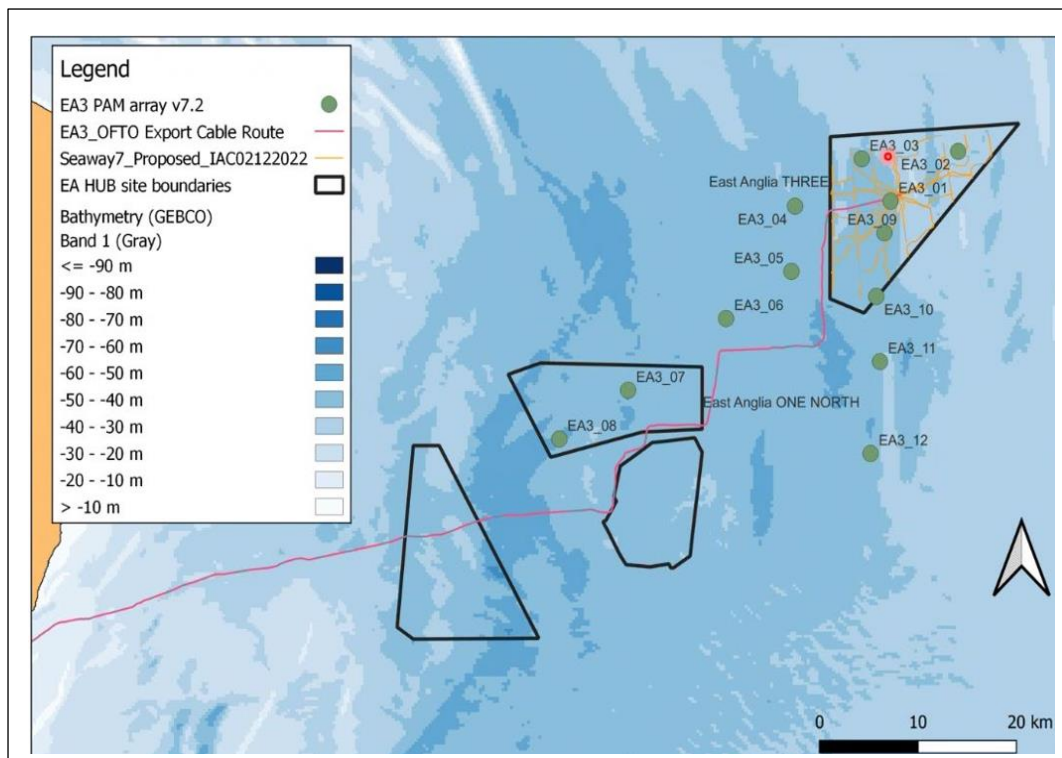 Legend
EA3 PAM array v7.2
EA3_OFTO Export Cable Route
Seaway7_Proposed_IAC02122022
EA HUB site boundaries
Bathymetry (GEBCO)
Band 1 (Gray)
<= -90 m
-90 - -80 m
-80 - -70 m
-70 - -60 m
-60 - -50 m
-50 - -40 m
-40 - -30 m
-30 - -20 m
-20 - -10 m
> -10 m
EA3_03
EA3_02
East Anglia THREE
EA3_01
EA3_04
EA3_09
EA3_05
EA3_06
EA3_10
EA3_11
EA3_07
East Anglia ONE NORTH
EA3_08
EA3_12
0 10 20 km